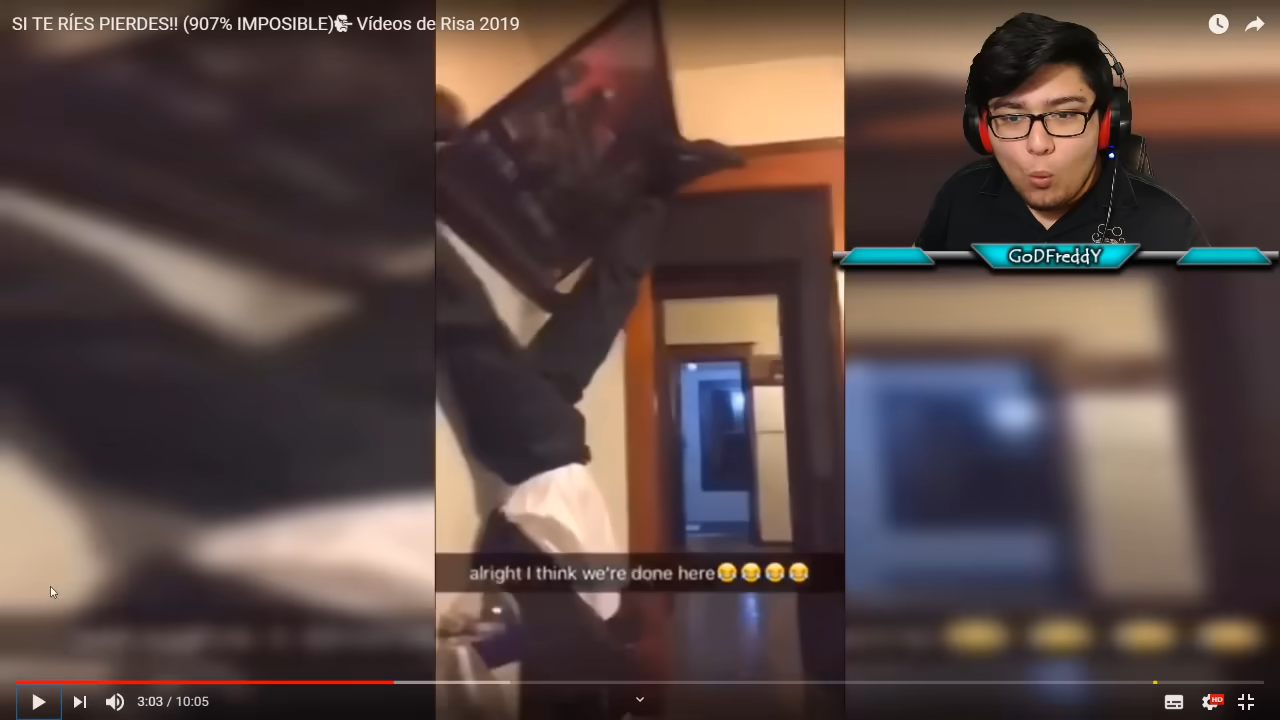 SI TE RÍES PIERDES!! (907% IMPOSIBLE) Vídeos de Risa 2019
GoDFreddY
alright I think we're done here😂😂😂😂
3:03 / 10:05
HD